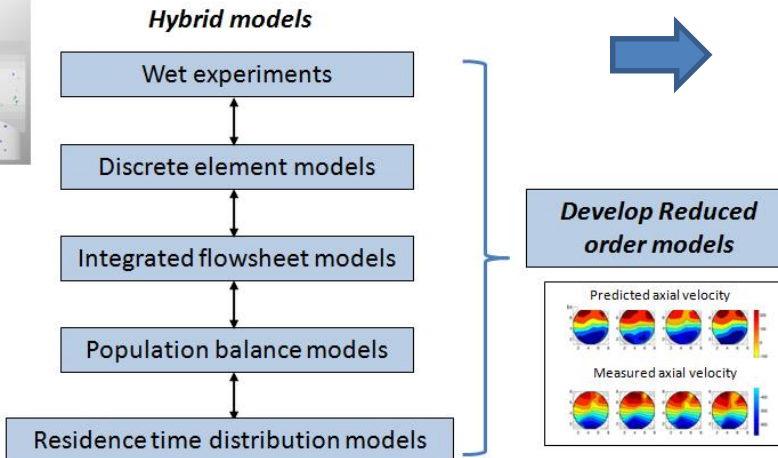 Hybrid models
Wet experiments
Discrete element models
Integrated flowsheet models
Population balance models
Residence time distribution models
Develop Reduced
order models
Predicted axial velocity
Measured axial velocity